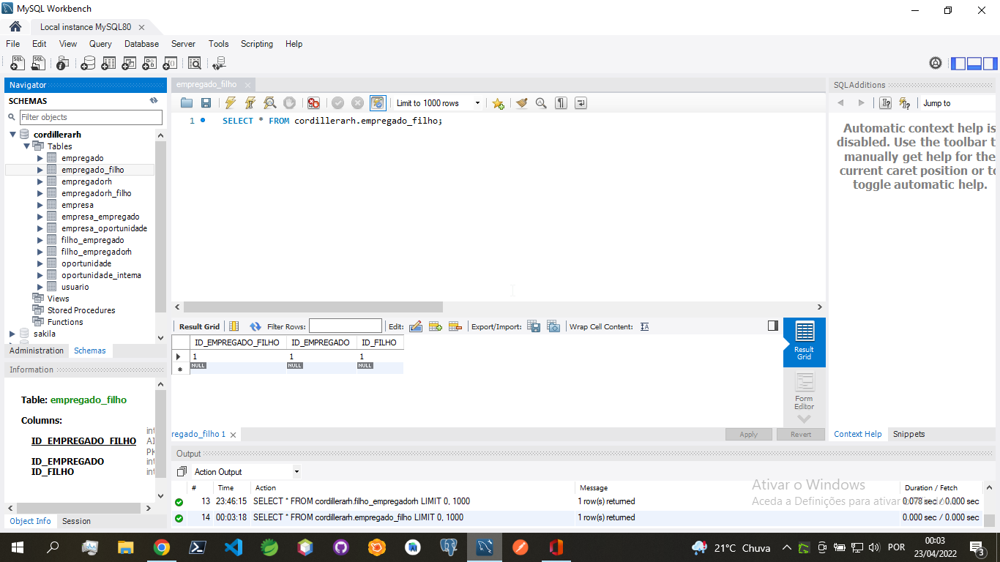 MySQL Workbench
Local instance MySQL80
File Edit View Query Database Server Tools Scripting Help
Navigator
SCHEMAS
Filter objects
cordillerarh
Tables
empregado
empregado_filho
empregadorh
empregadorh_filho
empresa
empresa_empregado
empresa_oportunidade
filho_empregado
filho_empregadorh
oportunidade
oportunidade_interna
usuario
Views
Stored Procedures
Functions
sakila
Administration Schemas
Information
Table: empregado_filho
Columns:
ID_EMPREGADO_FILHO int
AI
PK
ID_EMPREGADO int
ID_FILHO int
Object Info Session
empregado_filho
Limit to 1000 rows
1 SELECT * FROM cordillerarh.empregado_filho;
Result Grid Filter Rows: Edit: Export/Import: Wrap Cell Content:
ID_EMPREGADO_FILHO ID_EMPREGADO ID_FILHO
1 1 1
NULL NULL NULL
Result
Grid
Form
Editor
regado_filho 1
Apply Revert
SQLAdditions
Jump to
Automatic context help is
disabled. Use the toolbar t
manually get help for the
current caret position or to
toggle automatic help.
Context Help Snippets
Output
Action Output
# Time Action Message Duration / Fetch
13 23:46:15 SELECT * FROM cordillerarh.filho_empregadorh LIMIT 0, 1000 1 row(s) returned 0.078 sec / 0.000 sec
14 00:03:18 SELECT * FROM cordillerarh.empregado_filho LIMIT 0, 1000 1 row(s) returned 0.000 sec / 0.000 sec
Ativar o Windows
Aceda a Definições para ativar o Windows.
21°C Chuva
POR
00:03
23/04/2022
3